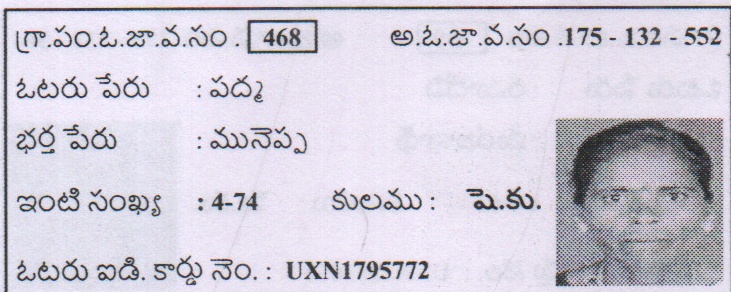 గ్రా.పం.ఓ.జా.వ.సం. 468 అ.ఓ.జా.వ.సం .175 - 132 - 552
ఓటరు పేరు : పద్మ
భర్త పేరు : మునెప్ప
ఇంటి సంఖ్య : 4-74 కులము : షె.కు.
ఓటరు ఐడి. కార్డు నెం. : UXN1795772